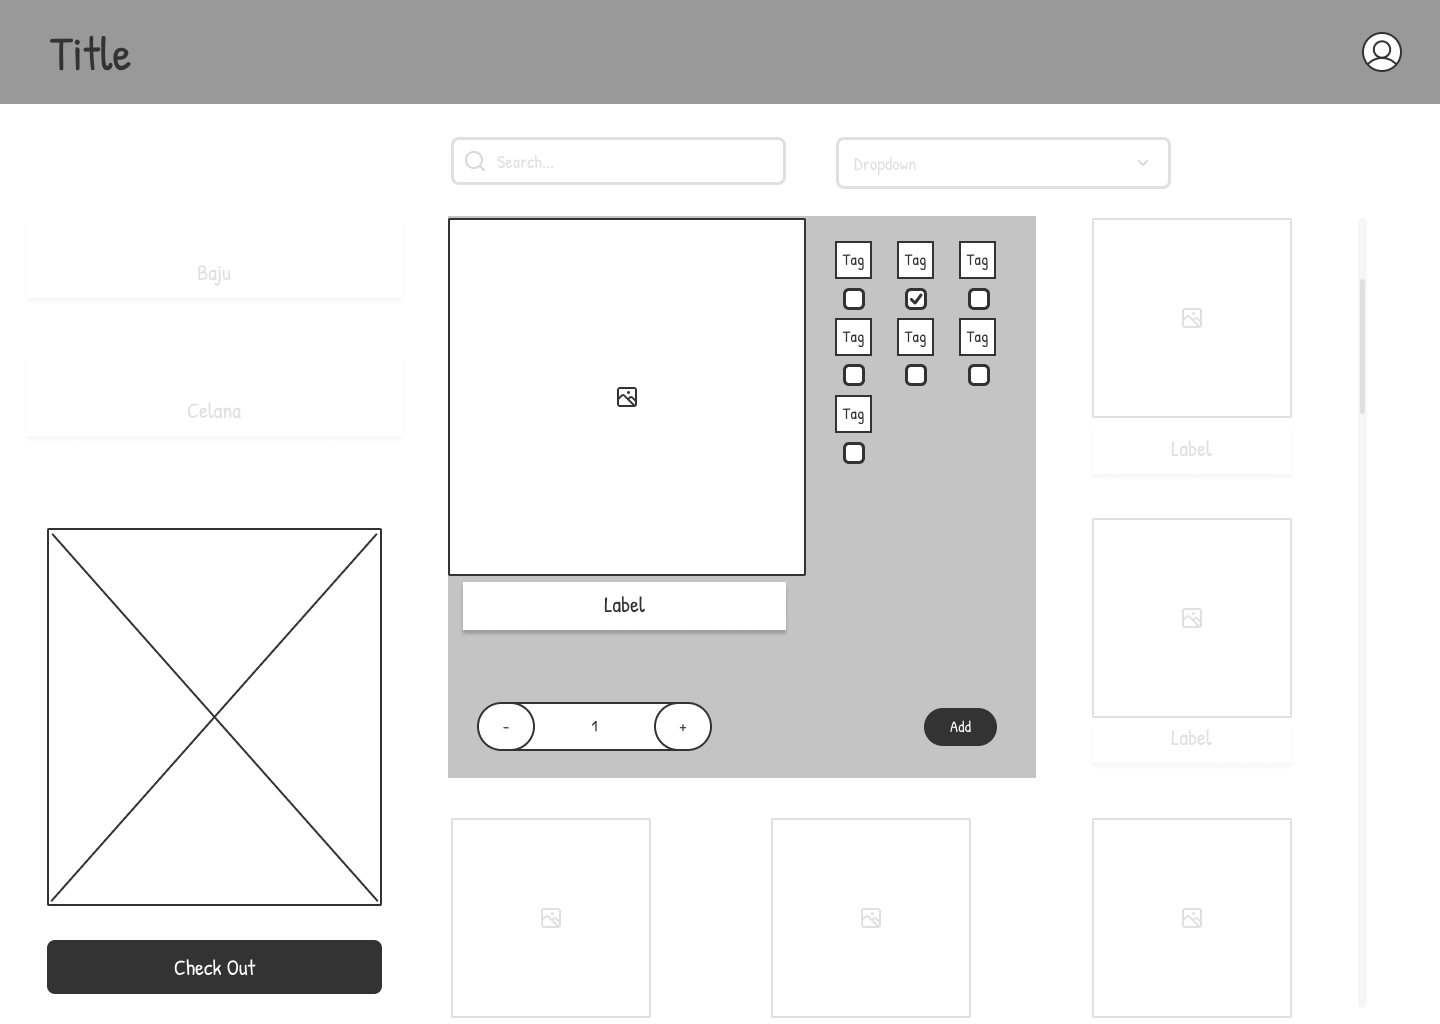 Title
Search...
Dropdown
Baju
Celana
Check Out
Tag Tag Tag
Tag Tag Tag
Tag
Label
- 1 +
Add
Label
Label